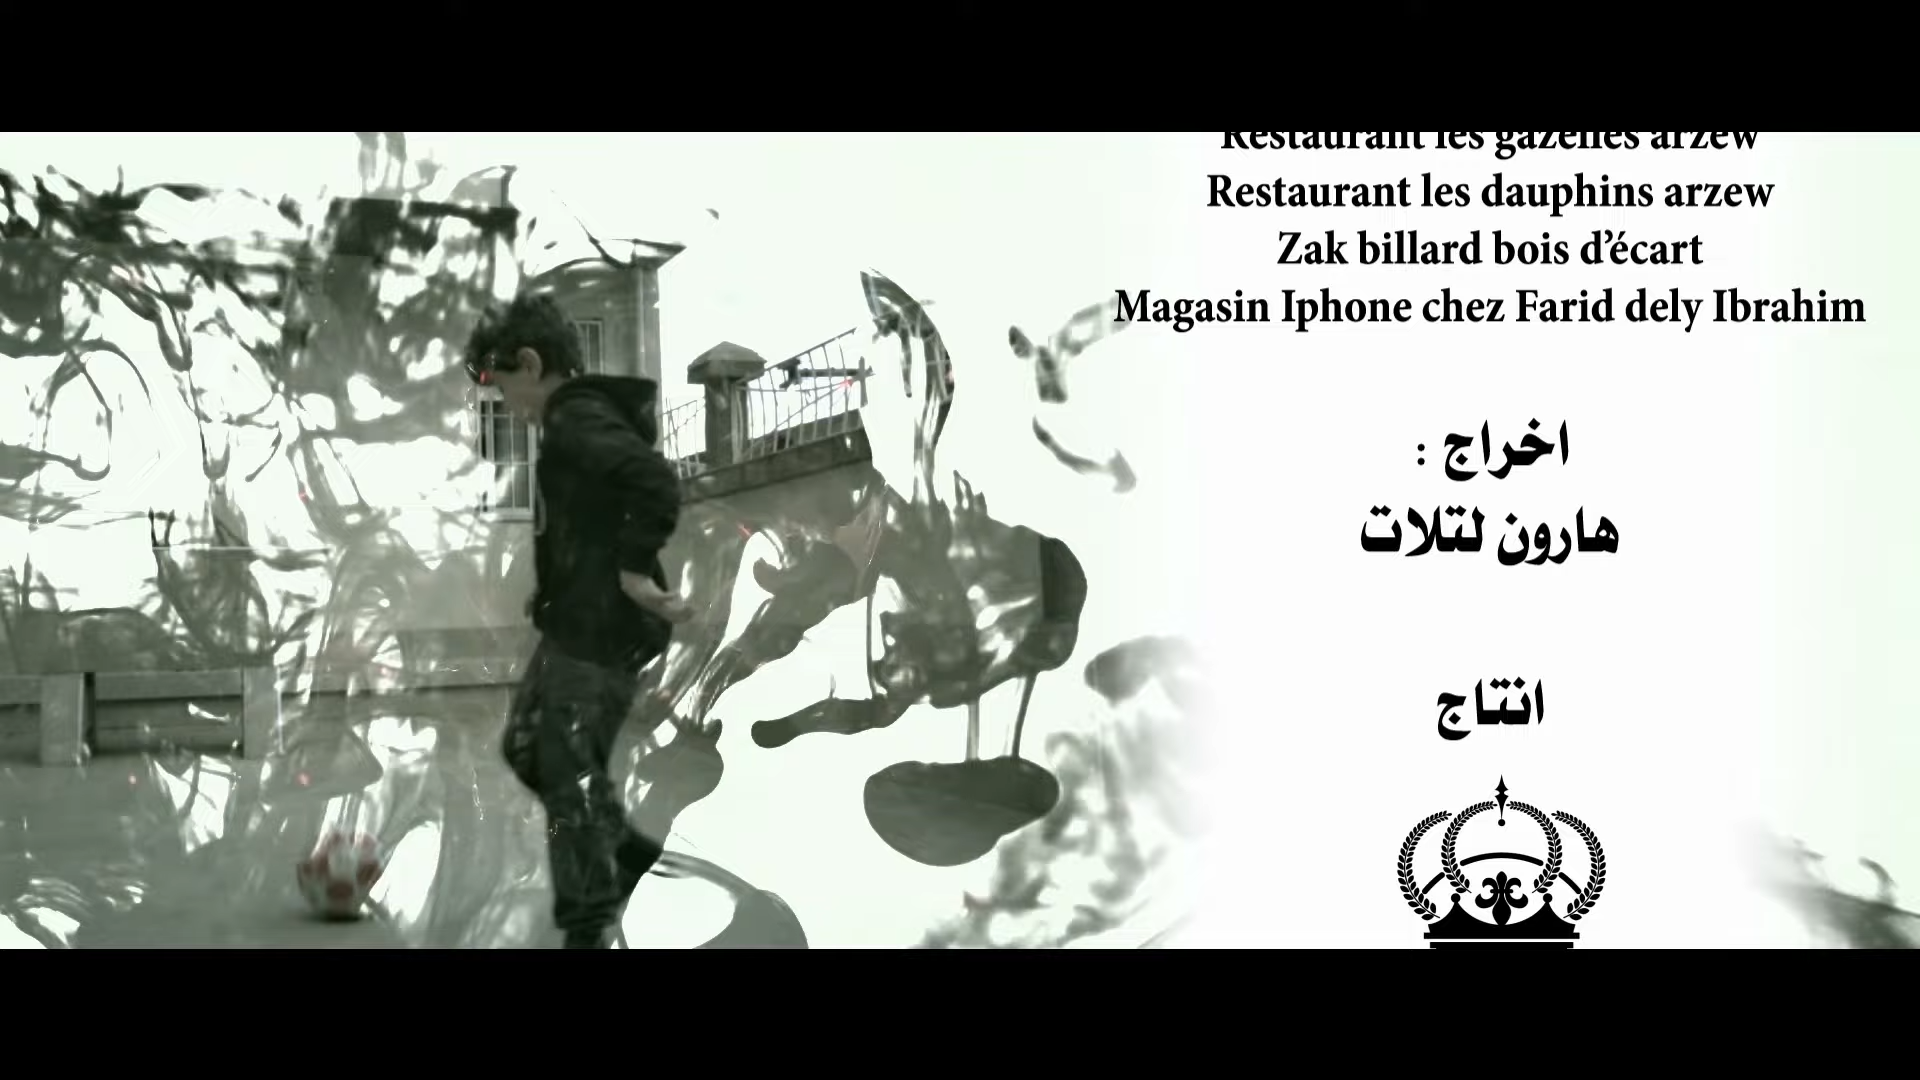 Restaurant les gazelles arzew
Restaurant les dauphins arzew
Zak billard bois d’écart
Magasin Iphone chez Farid dely Ibrahim
اخراج :
هارون لتلات
انتاج